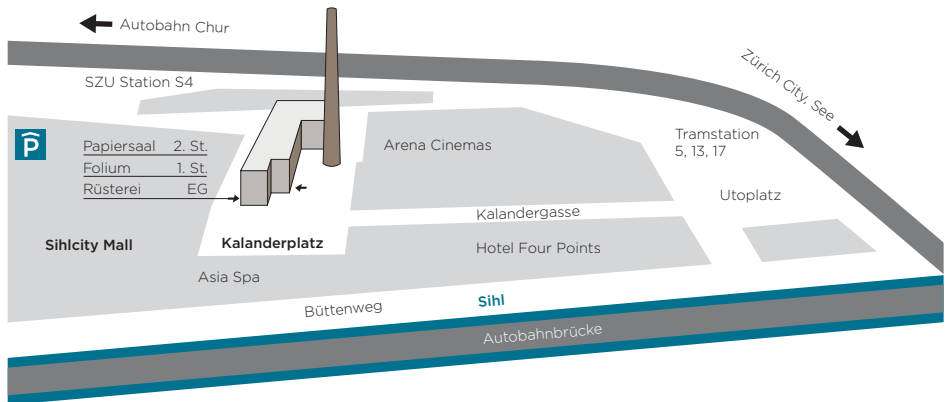 Autobahn Chur
SZU Station S4
Zürich City, See
P
Papiersaal 2. St.
Folium 1. St.
Rüsterei EG
Arena Cinemas
Tramstation
5, 13, 17
Utoplatz
Kalandergasse
Sihlcity Mall
Kalanderplatz
Hotel Four Points
Asia Spa
Büttenweg
Sihl
Autobahnbrücke